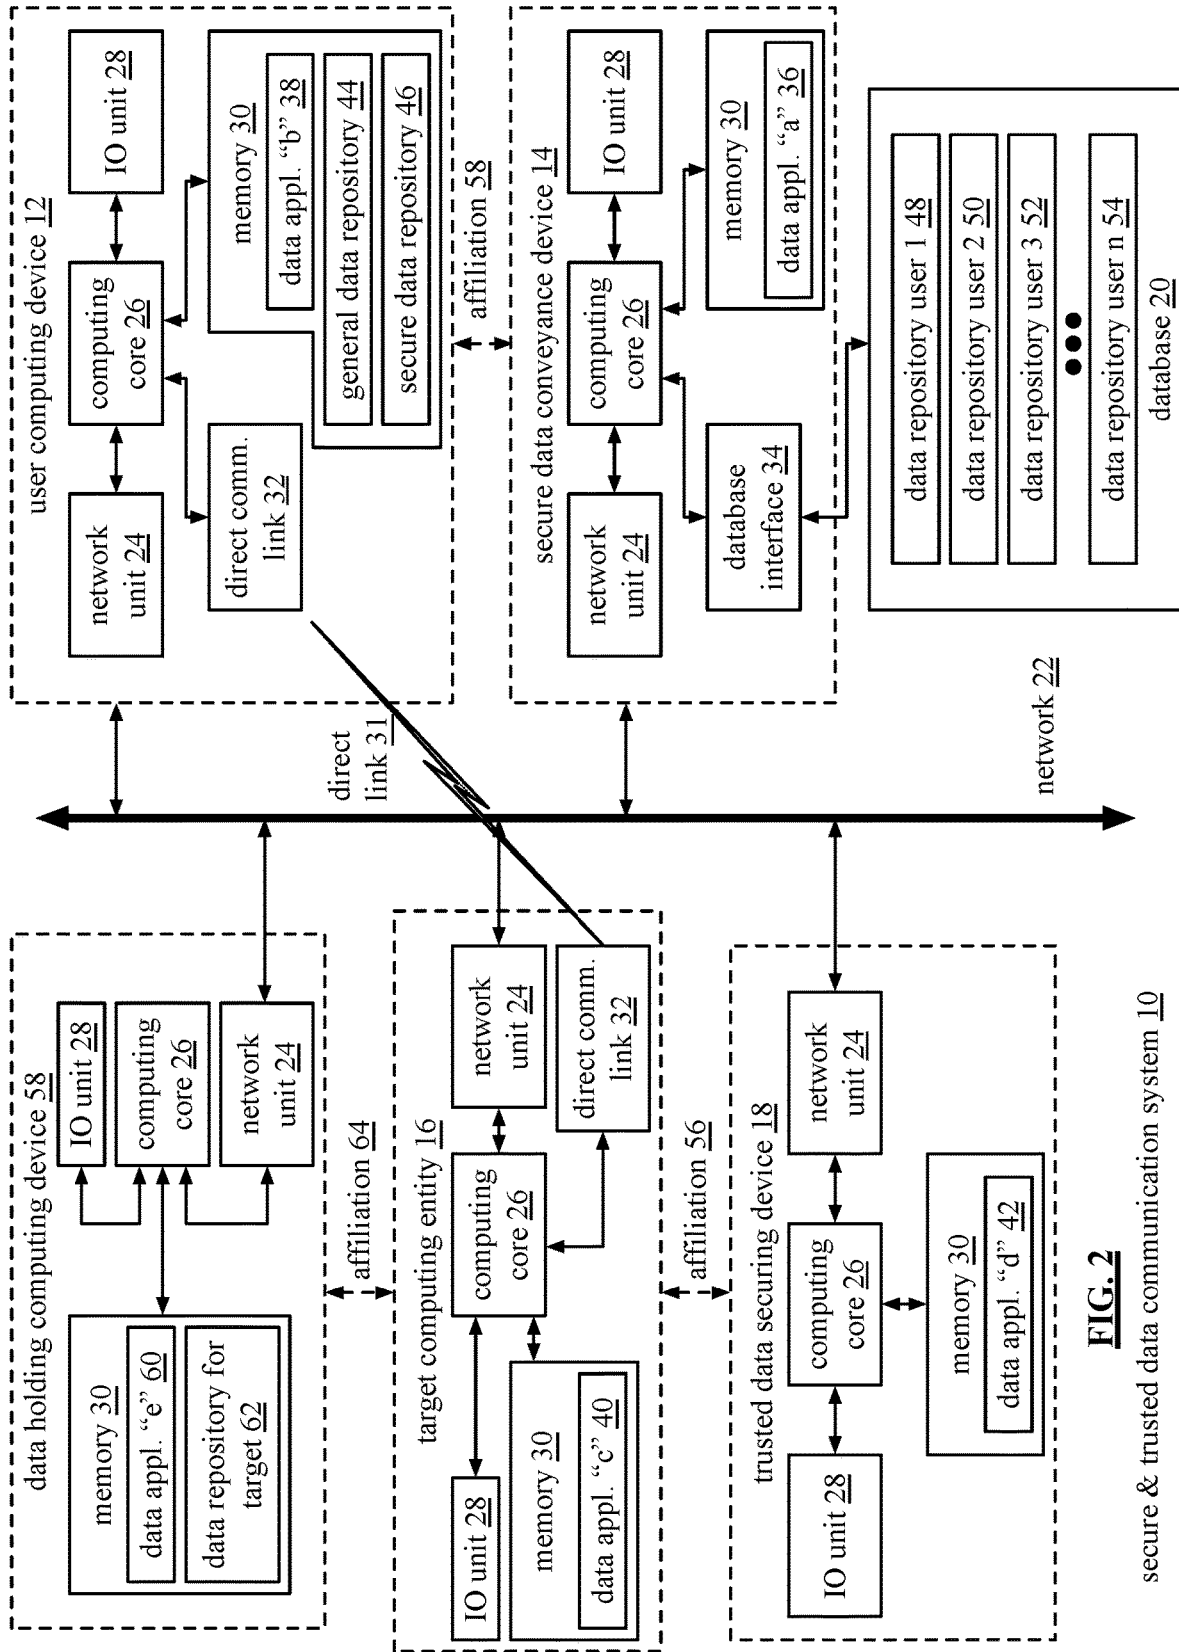 user computing device 12
network
unit 24
computing
core 26
IO unit 28
direct comm.
link 32
memory 30
data appl. “b” 38
general data repository 44
secure data repository 46
affiliation 58
secure data conveyance device 14
network
unit 24
computing
core 26
IO unit 28
database
interface 34
memory 30
data appl. “a” 36
data repository user 1 48
data repository user 2 50
data repository user 3 52
data repository user n 54
database 20
direct
link 31
network 22
data holding computing device 58
memory 30
data appl. “e” 60
data repository for
target 62
IO unit 28
computing
core 26
network
unit 24
affiliation 64
target computing entity 16
IO unit 28
computing
core 26
network
unit 24
memory 30
data appl. “c” 40
direct comm.
link 32
affiliation 56
trusted data securing device 18
IO unit 28
computing
core 26
network
unit 24
memory 30
data appl. “d” 42
FIG. 2
secure & trusted data communication system 10